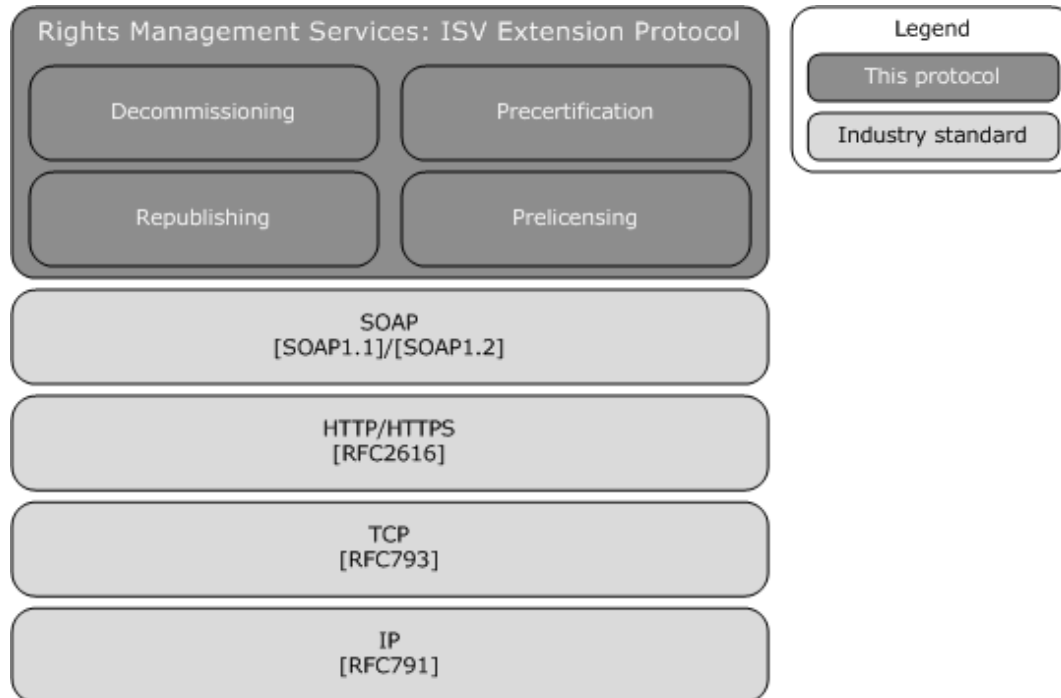 Rights Management Services: ISV Extension Protocol
Decommissioning
Precertification
Republishing
Prelicensing
SOAP
[SOAP1.1]/[SOAP1.2]
HTTP/HTTPS
[RFC2616]
TCP
[RFC793]
IP
[RFC791]
Legend
This protocol
Industry standard